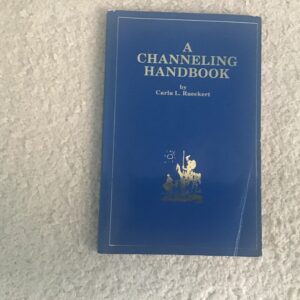 A
CHANNELING
HANDBOOK
by
Carla L. Rueckert